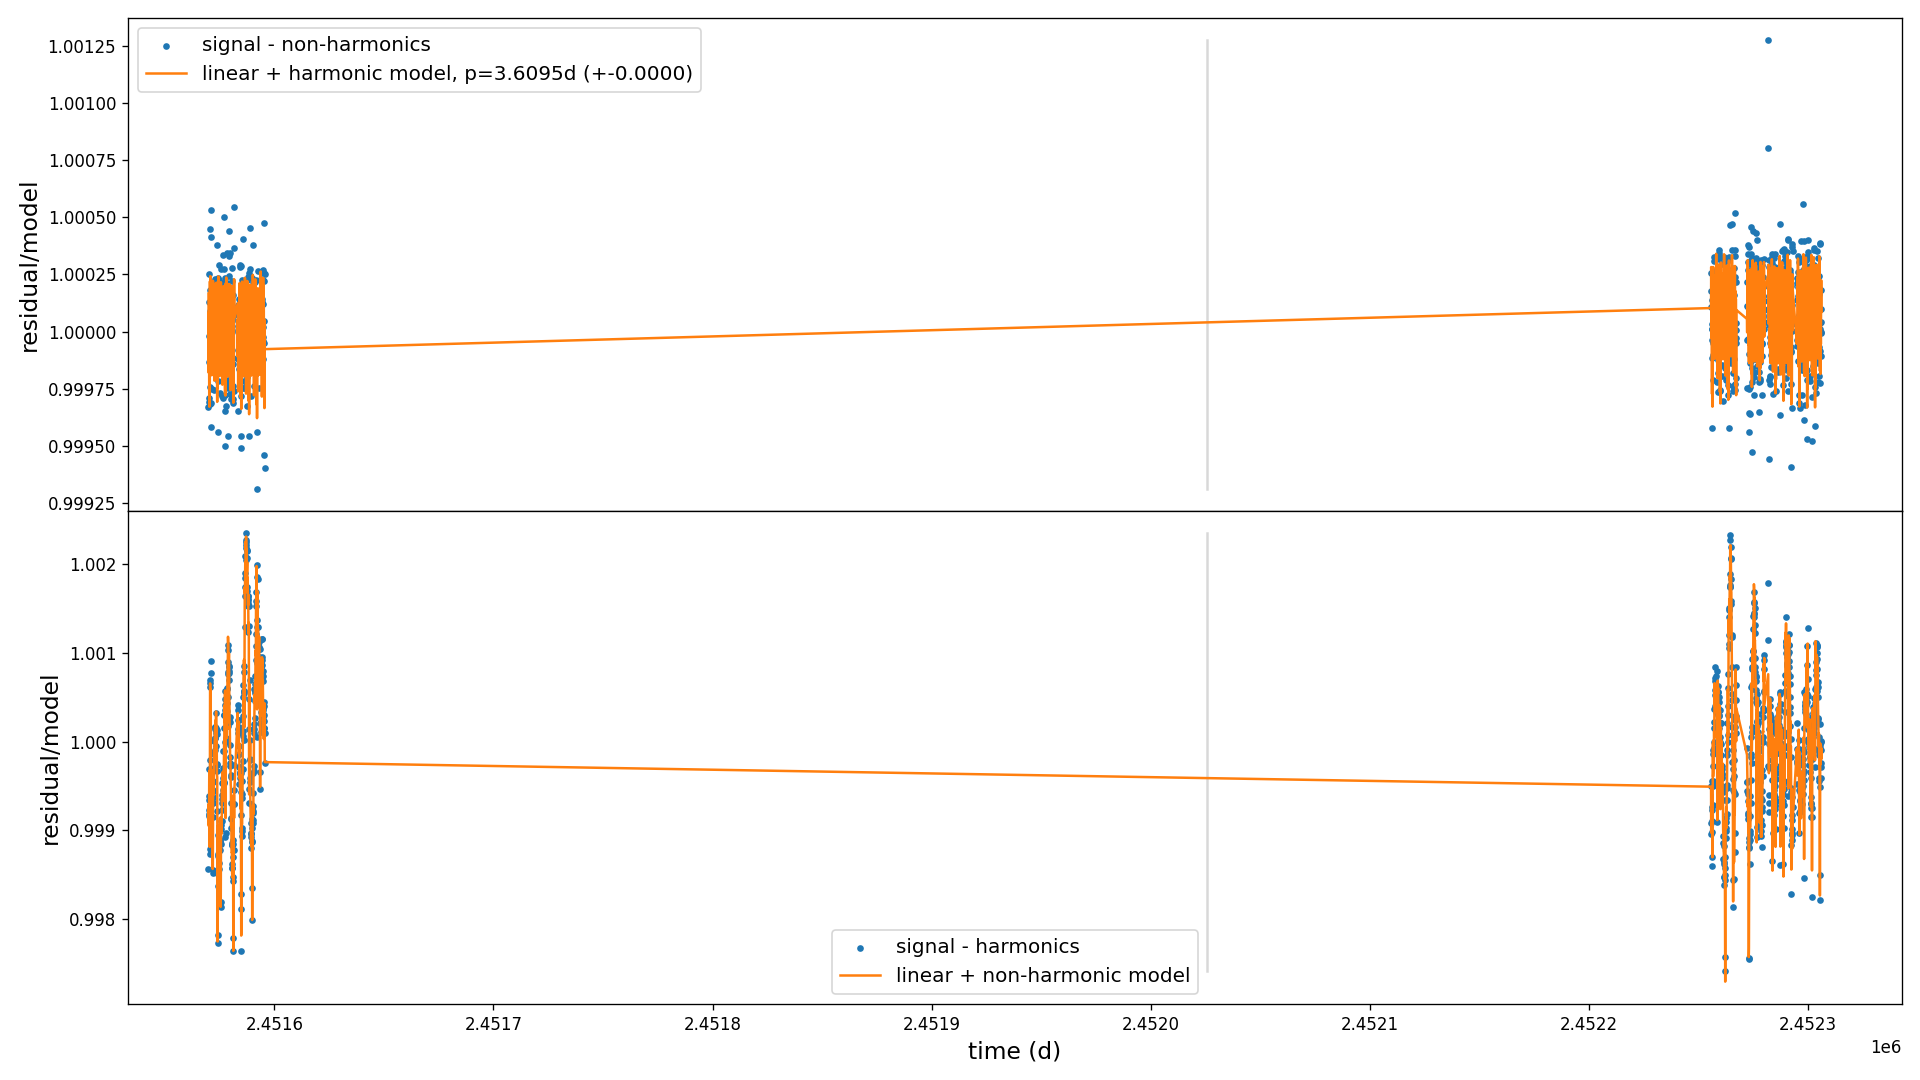 signal - non-harmonics
linear + harmonic model, p=3.6095d (+-0.0000)
1.00125
1.00100
1.00075
1.00050
1.00025
1.00000
0.99975
0.99950
0.99925
residual/model
1.002
1.001
1.000
0.999
0.998
residual/model
signal - harmonics
linear + non-harmonic model
2.4516
2.4517
2.4518
2.4519
2.4520
2.4521
2.4522
2.4523
1e6
time (d)